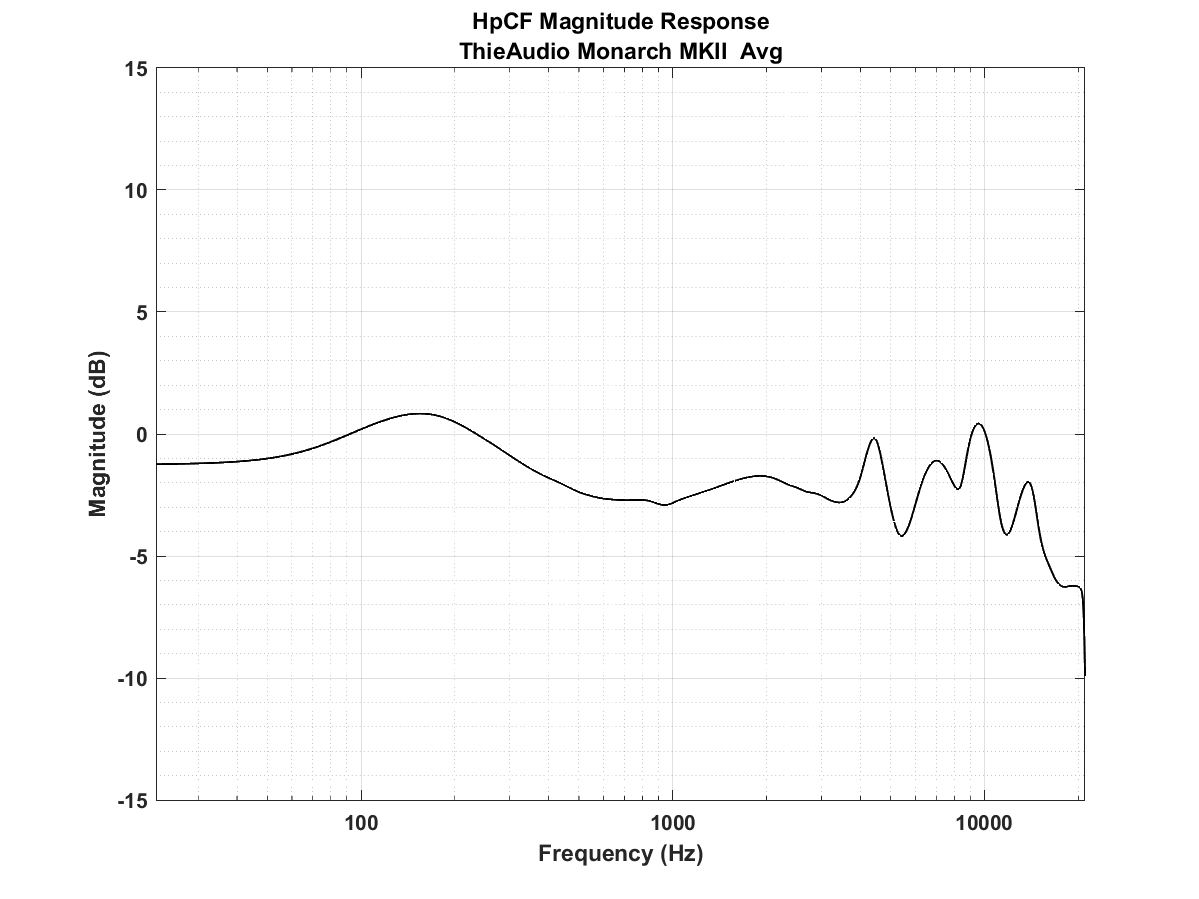 HpCF Magnitude Response
ThieAudio Monarch MKII  Avg
15
10
5
0
-5
-10
-15
Magnitude (dB)
100
1000
10000
Frequency (Hz)